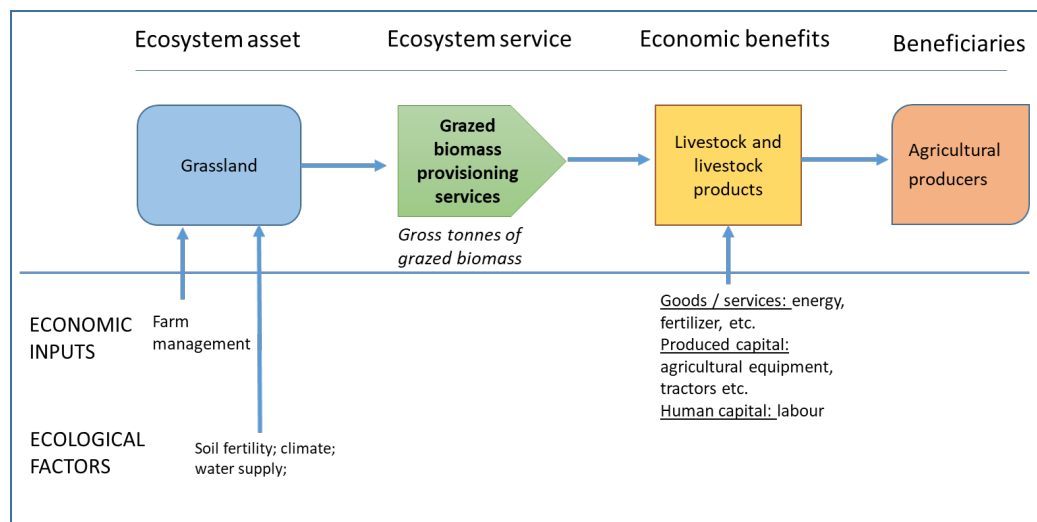 Ecosystem asset
Ecosystem service
Economic benefits
Beneficiaries
Grassland
Grazed
biomass
provisioning
services
Gross tonnes of
grazed biomass
Livestock and
livestock
products
Agricultural
producers
ECONOMIC
INPUTS
Farm
management
Goods / services: energy,
fertilizer, etc.
Produced capital:
agricultural equipment,
tractors etc.
Human capital: labour
ECOLOGICAL
FACTORS
Soil fertility; climate;
water supply;